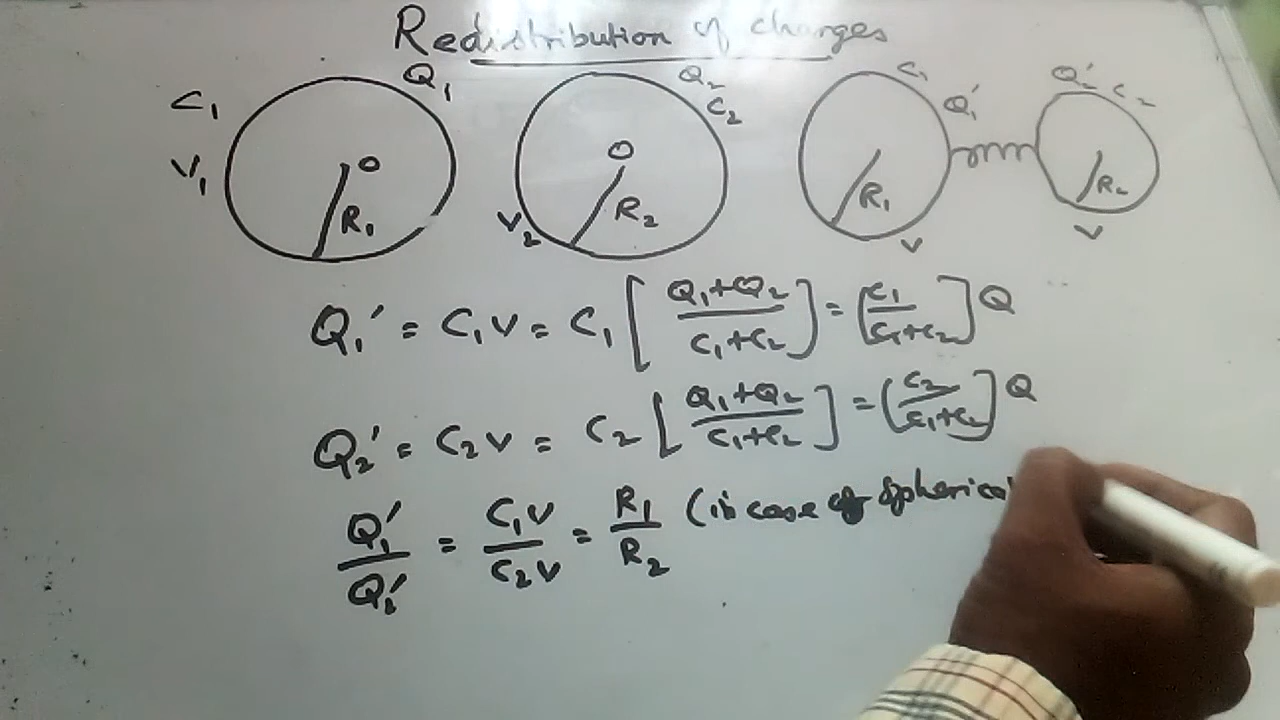 Redistribution of charges
C₁ V₁ Q₁ O R₁
Q₂ C₂ O R₂ V₂
C₁ Q₁' R₁ V
Q₂' C₂ R₂ V
Q₁' = C₁V = C₁ [ Q₁+Q₂ / C₁+C₂ ] = [ C₁ / C₁+C₂ ] Q
Q₂' = C₂V = C₂ [ Q₁+Q₂ / C₁+C₂ ] = [ C₂ / C₁+C₂ ] Q
Q₁' / Q₁' = C₁V / C₂V = R₁ / R₂ (in case of spherical